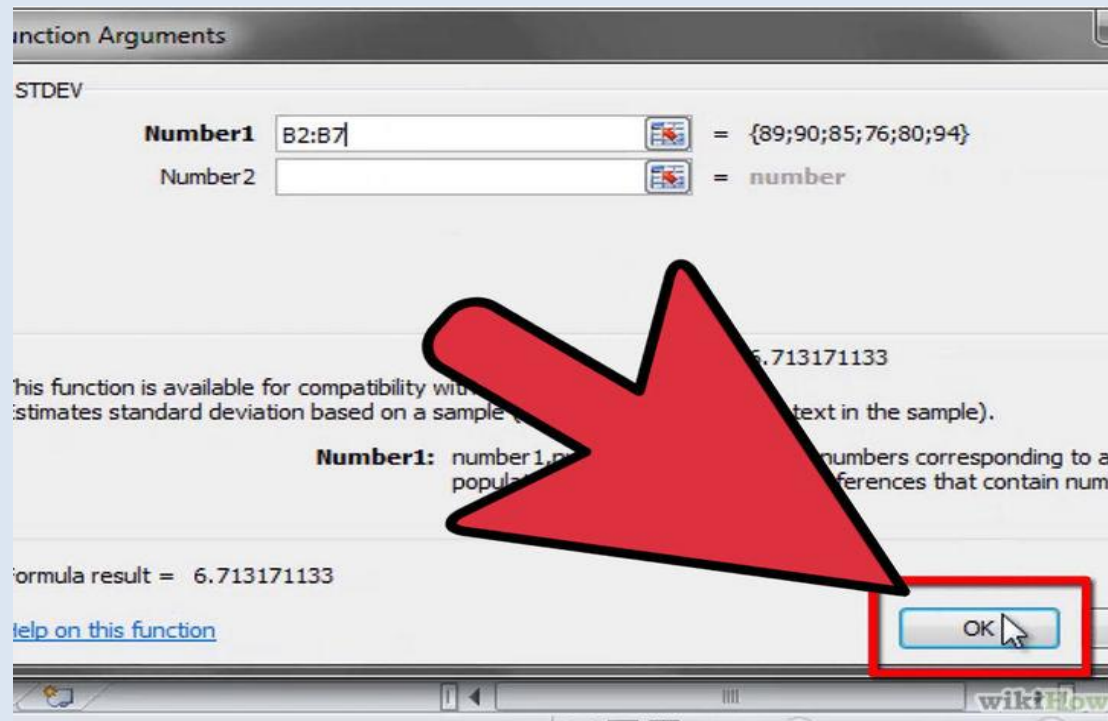 unction Arguments
STDEV
Number1 B2:B7 = {89;90;85;76;80;94}
Number2 = number
6.713171133
his function is available for compatibility
stimates standard deviation based on a sample text in the sample).
Number1: number1, numbers corresponding to a
ferences that contain num
ormula result = 6.713171133
elp on this function
OK
wikiHow